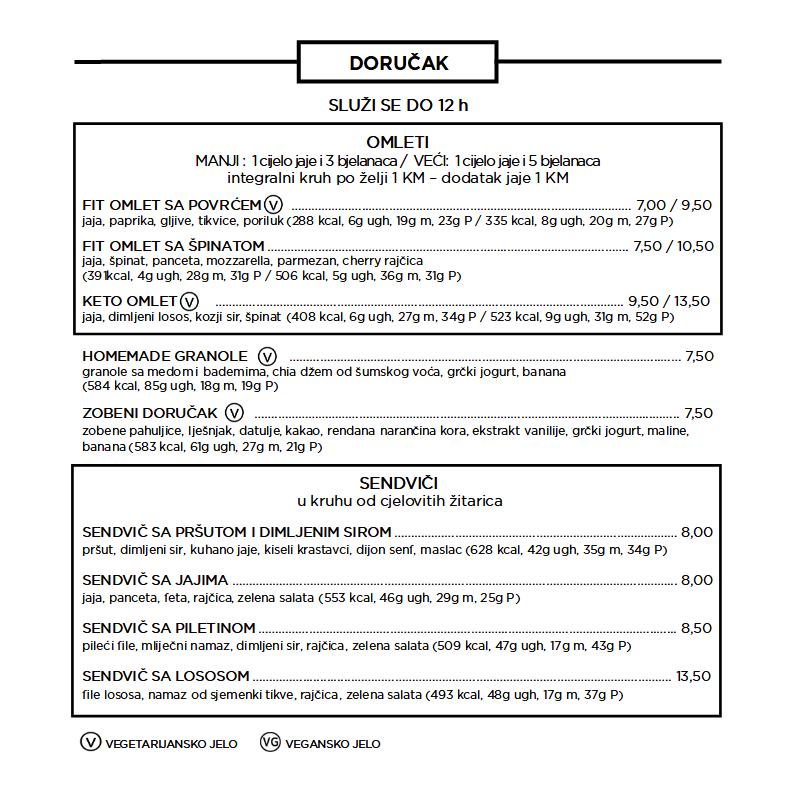 DORUČAK
SLUŽI SE DO 12 h
OMLETI
MANJI : 1 cijelo jaje i 3 bjelanaca / VEĆI: 1 cijelo jaje i 5 bjelanaca
integralni kruh po želji 1 KM – dodatak jaje 1 KM
FIT OMLET SA POVRĆEM V ........ 7,00 / 9,50
jaja, paprika, gljive, tikvice, poriluk (288 kcal, 6g ugh, 19g m, 23g P / 335 kcal, 8g ugh, 20g m, 27g P)
FIT OMLET SA ŠPINATOM ........ 7,50 / 10,50
jaja, špinat, panceta, mozzarella, parmezan, cherry rajčica
(391kcal, 4g ugh, 28g m, 31g P / 506 kcal, 5g ugh, 36g m, 31g P)
KETO OMLET V ........ 9,50 / 13,50
jaja, dimljeni losos, kozji sir, špinat (408 kcal, 6g ugh, 27g m, 34g P / 523 kcal, 9g ugh, 31g m, 52g P)
HOMEMADE GRANOLE V ........ 7,50
granole sa medom i bademima, chia džem od šumskog voća, grčki jogurt, banana
(584 kcal, 85g ugh, 18g m, 19g P)
ZOBENI DORUČAK V ........ 7,50
zobene pahuljice, lješnjak, datulje, kakao, rendana narančina kora, ekstrakt vanilije, grčki jogurt, maline,
banana (583 kcal, 61g ugh, 27g m, 21g P)
SENDVIČI
u kruhu od cjelovitih žitarica
SENDVIČ SA PRŠUTOM I DIMLJENIM SIROM ........ 8,00
pršut, dimljeni sir, kuhano jaje, kiseli krastavci, dijon senf, maslac (628 kcal, 42g ugh, 35g m, 34g P)
SENDVIČ SA JAJIMA ........ 8,00
jaja, panceta, feta, rajčica, zelena salata (553 kcal, 46g ugh, 29g m, 25g P)
SENDVIČ SA PILETINOM ........ 8,50
pileći file, mliječni namaz, dimljeni sir, rajčica, zelena salata (509 kcal, 47g ugh, 17g m, 43g P)
SENDVIČ SA LOSOSOM ........ 13,50
file lososa, namaz od sjemenki tikve, rajčica, zelena salata (493 kcal, 48g ugh, 17g m, 37g P)
V VEGETARIJANSKO JELO VG VEGANSKO JELO